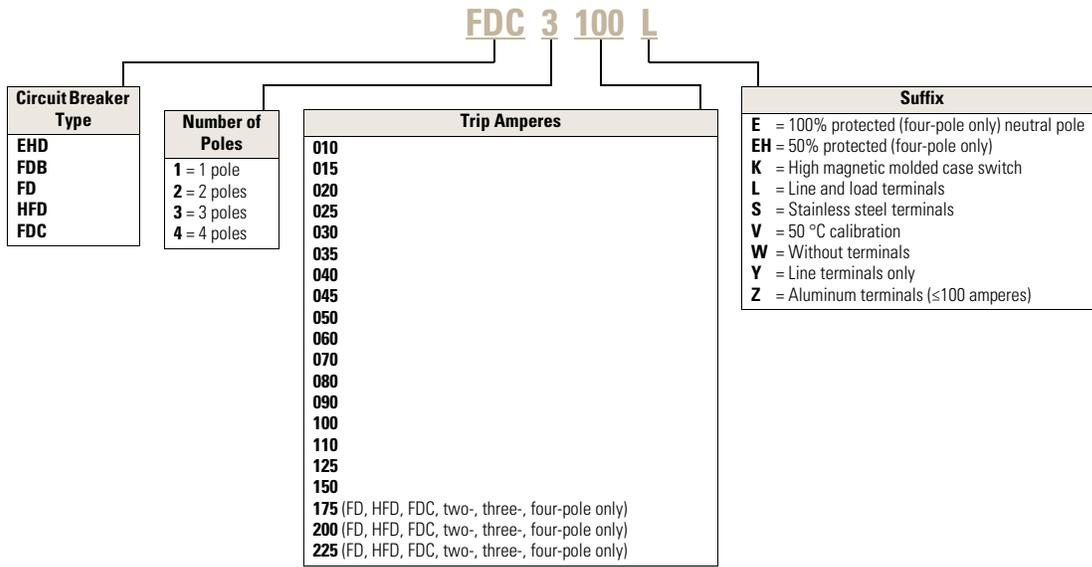 FDC 3 100 L
Circuit Breaker
Type
EHD
FDB
FD
HFD
FDC
Number of
Poles
1 = 1 pole
2 = 2 poles
3 = 3 poles
4 = 4 poles
Trip Amperes
010
015
020
025
030
035
040
045
050
060
070
080
090
100
110
125
150
175 (FD, HFD, FDC, two-, three-, four-pole only)
200 (FD, HFD, FDC, two-, three-, four-pole only)
225 (FD, HFD, FDC, two-, three-, four-pole only)
Suffix
E = 100% protected (four-pole only) neutral pole
EH = 50% protected (four-pole only)
K = High magnetic molded case switch
L = Line and load terminals
S = Stainless steel terminals
V = 50 °C calibration
W = Without terminals
Y = Line terminals only
Z = Aluminum terminals (≤100 amperes)